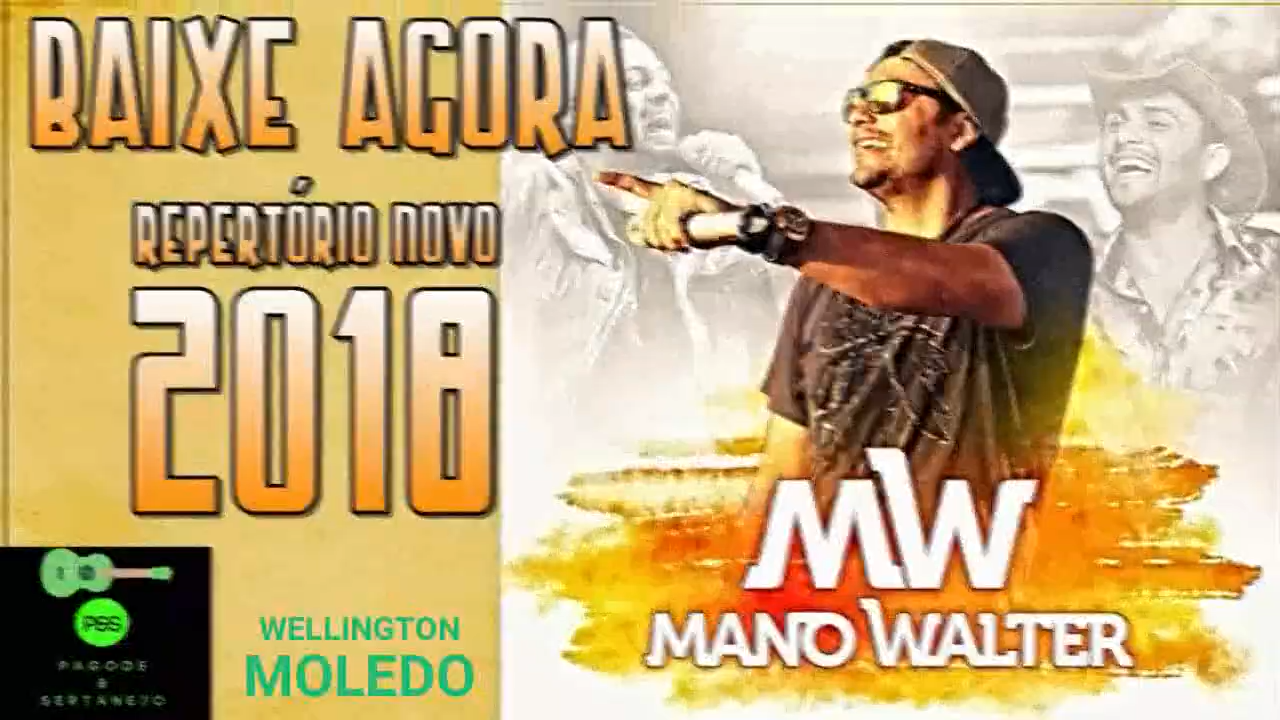 BAIXE AGORA
REPERTÓRIO NOVO
2018
MW
MANO WALTER
WELLINGTON
MOLEDO
PSS
PAGODE
&
SERTANEJO